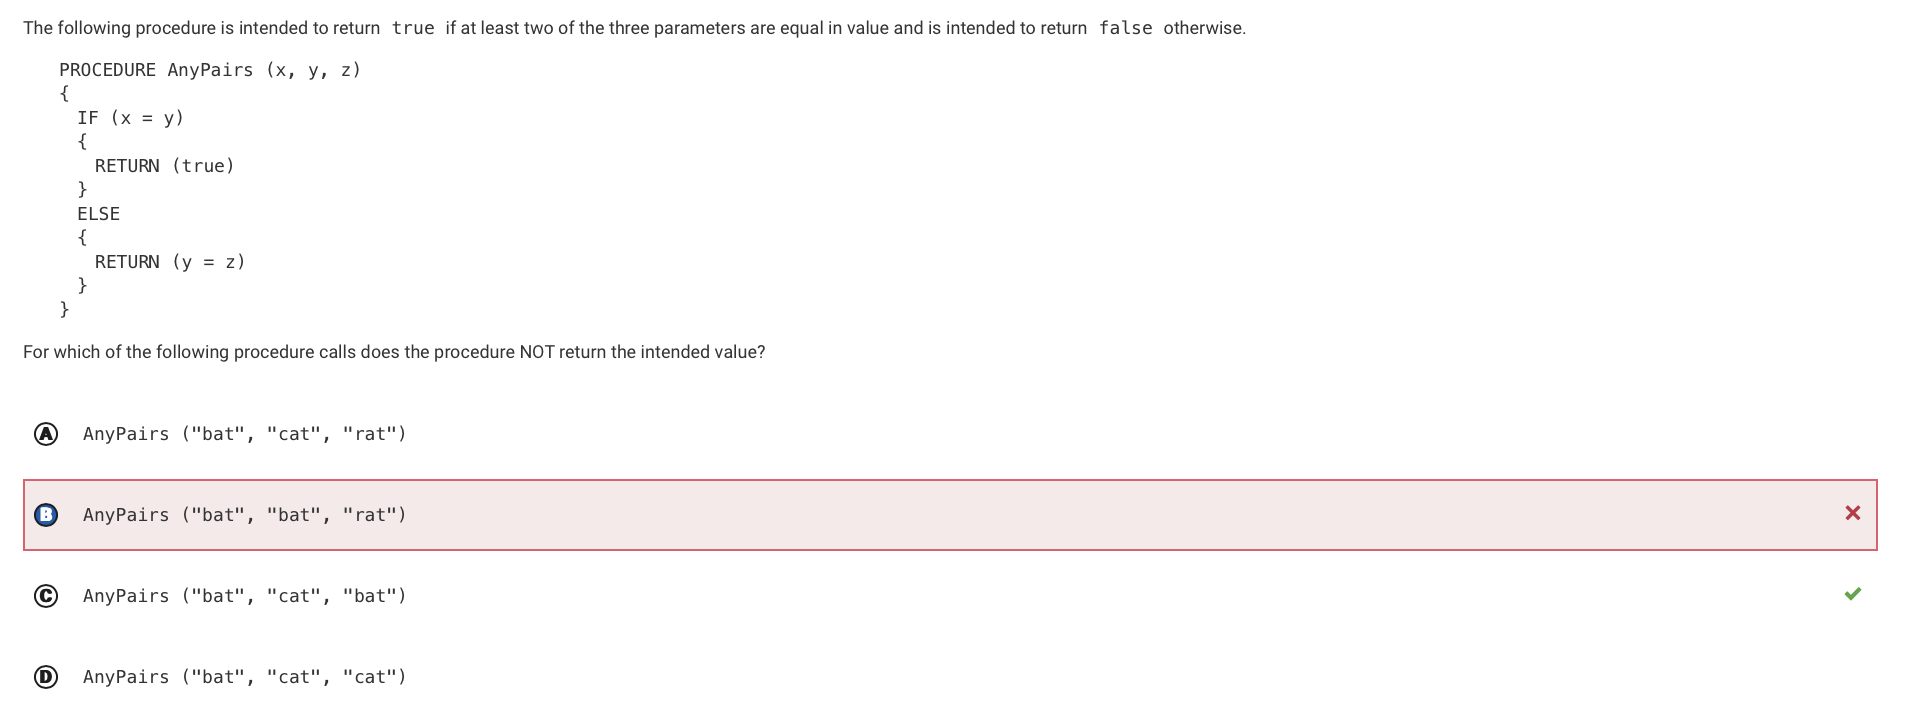 The following procedure is intended to return true if at least two of the three parameters are equal in value and is intended to return false otherwise.
PROCEDURE AnyPairs (x, y, z)
{
IF (x = y)
{
RETURN (true)
}
ELSE
{
RETURN (y = z)
}
}
For which of the following procedure calls does the procedure NOT return the intended value?
A AnyPairs ("bat", "cat", "rat")
B AnyPairs ("bat", "bat", "rat")
C AnyPairs ("bat", "cat", "bat")
D AnyPairs ("bat", "cat", "cat")